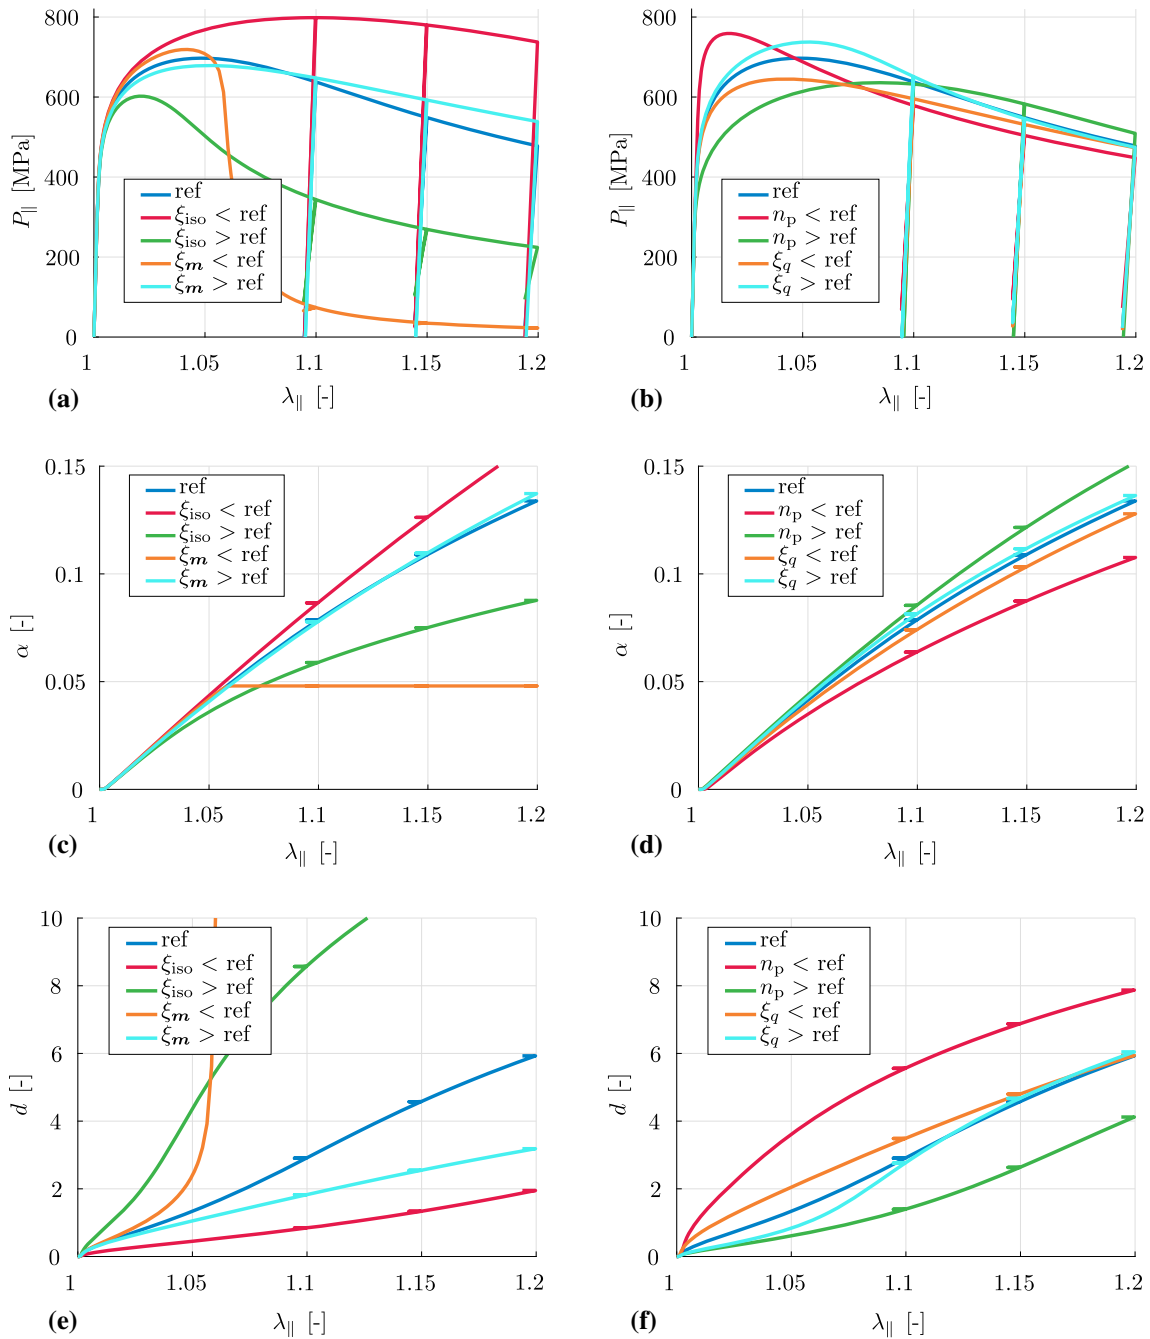 800
600
400
200
0
P∥ [MPa]
ref
ξiso < ref
ξiso > ref
ξm < ref
ξm > ref
1
1.05
1.1
1.15
1.2
(a)
λ∥ [-]
800
600
400
200
0
P∥ [MPa]
ref
np < ref
np > ref
ξq < ref
ξq > ref
1
1.05
1.1
1.15
1.2
(b)
λ∥ [-]
0.15
0.1
0.05
0
α [-]
ref
ξiso < ref
ξiso > ref
ξm < ref
ξm > ref
1
1.05
1.1
1.15
1.2
(c)
λ∥ [-]
0.15
0.1
0.05
0
α [-]
ref
np < ref
np > ref
ξq < ref
ξq > ref
1
1.05
1.1
1.15
1.2
(d)
λ∥ [-]
10
8
6
4
2
0
d [-]
ref
ξiso < ref
ξiso > ref
ξm < ref
ξm > ref
1
1.05
1.1
1.15
1.2
(e)
λ∥ [-]
10
8
6
4
2
0
d [-]
ref
np < ref
np > ref
ξq < ref
ξq > ref
1
1.05
1.1
1.15
1.2
(f)
λ∥ [-]